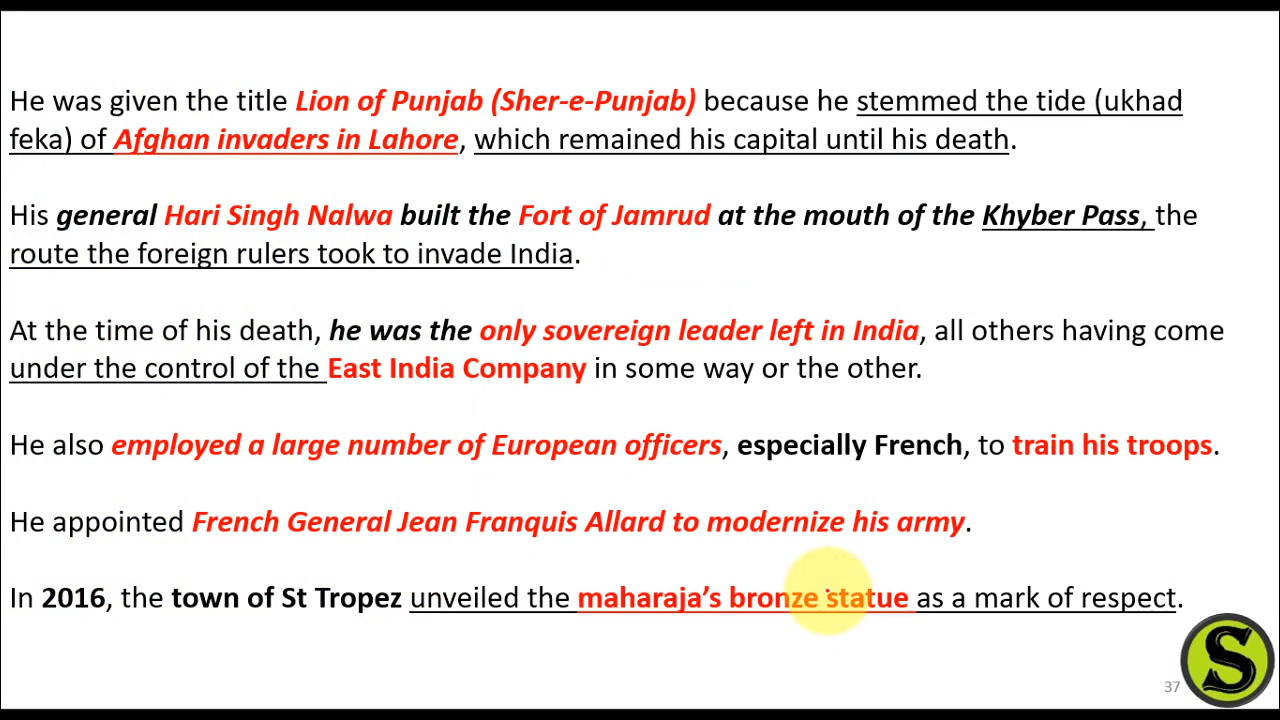 He was given the title Lion of Punjab (Sher-e-Punjab) because he stemmed the tide (ukhad
feka) of Afghan invaders in Lahore, which remained his capital until his death.
His general Hari Singh Nalwa built the Fort of Jamrud at the mouth of the Khyber Pass, the
route the foreign rulers took to invade India.
At the time of his death, he was the only sovereign leader left in India, all others having come
under the control of the East India Company in some way or the other.
He also employed a large number of European officers, especially French, to train his troops.
He appointed French General Jean Franquis Allard to modernize his army.
In 2016, the town of St Tropez unveiled the maharaja's bronze statue as a mark of respect.
37
S